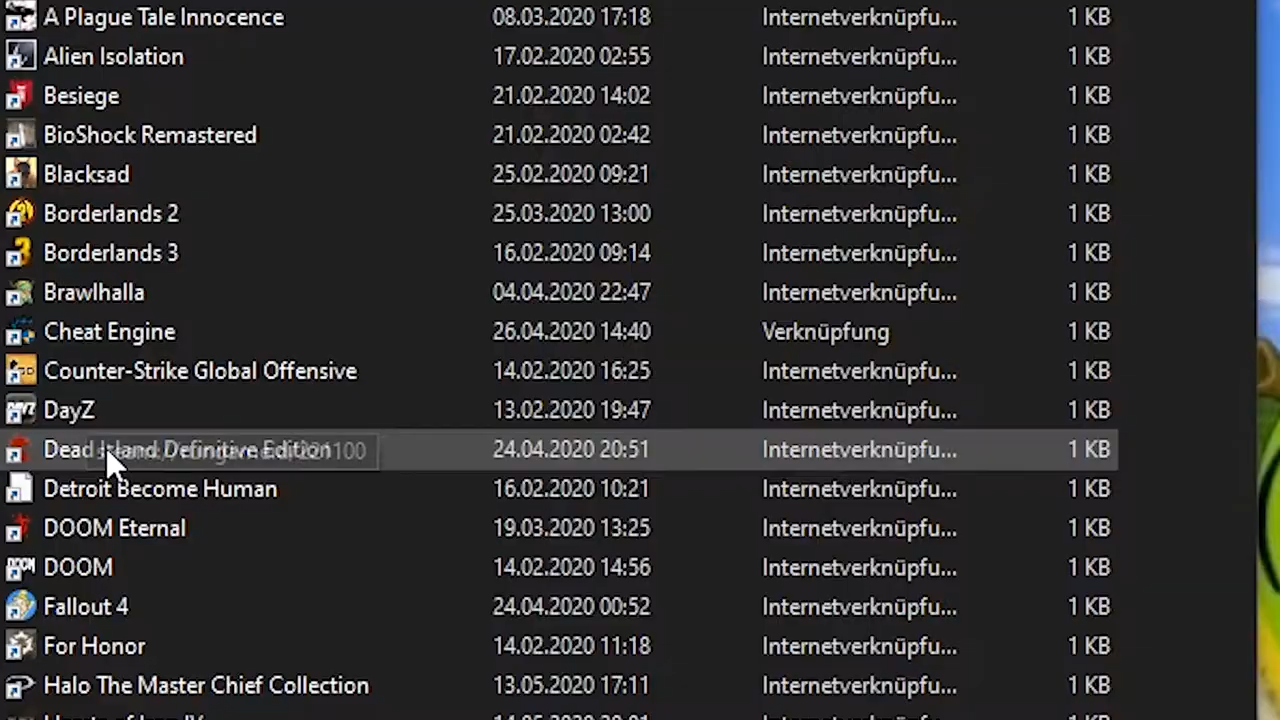 A Plague Tale Innocence 08.03.2020 17:18 Internetverknüpfu... 1 KB
Alien Isolation 17.02.2020 02:55 Internetverknüpfu... 1 KB
Besiege 21.02.2020 14:02 Internetverknüpfu... 1 KB
BioShock Remastered 21.02.2020 02:42 Internetverknüpfu... 1 KB
Blacksad 25.02.2020 09:21 Internetverknüpfu... 1 KB
Borderlands 2 25.03.2020 13:00 Internetverknüpfu... 1 KB
Borderlands 3 16.02.2020 09:14 Internetverknüpfu... 1 KB
Brawlhalla 04.04.2020 22:47 Internetverknüpfu... 1 KB
Cheat Engine 26.04.2020 14:40 Verknüpfung 1 KB
Counter-Strike Global Offensive 14.02.2020 16:25 Internetverknüpfu... 1 KB
DayZ 13.02.2020 19:47 Internetverknüpfu... 1 KB
Dead Island Definitive Edition 24.04.2020 20:51 Internetverknüpfu... 1 KB
Detroit Become Human 16.02.2020 10:21 Internetverknüpfu... 1 KB
DOOM Eternal 19.03.2020 13:25 Internetverknüpfu... 1 KB
DOOM 14.02.2020 14:56 Internetverknüpfu... 1 KB
Fallout 4 24.04.2020 00:52 Internetverknüpfu... 1 KB
For Honor 14.02.2020 11:18 Internetverknüpfu... 1 KB
Halo The Master Chief Collection 13.05.2020 17:11 Internetverknüpfu... 1 KB